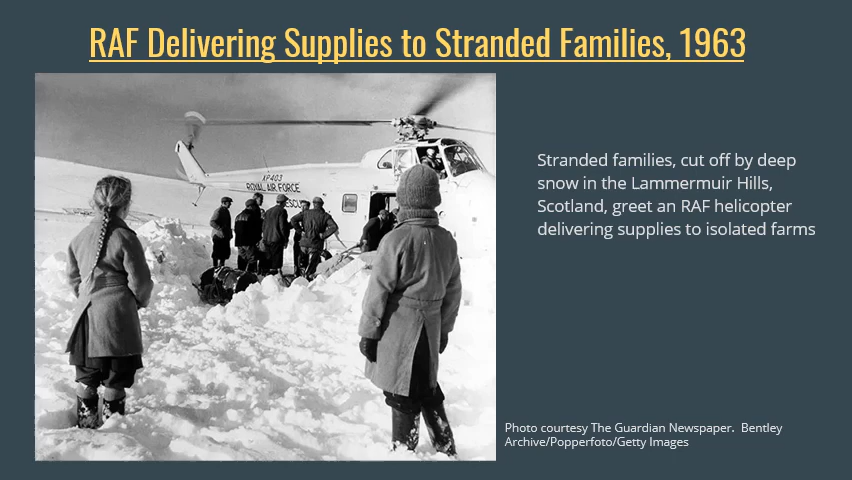 RAF Delivering Supplies to Stranded Families, 1963
XP403
ROYAL AIR FORCE
RESCUE
Stranded families, cut off by deep
snow in the Lammermuir Hills,
Scotland, greet an RAF helicopter
delivering supplies to isolated farms
Photo courtesy The Guardian Newspaper. Bentley
Archive/Popperfoto/Getty Images